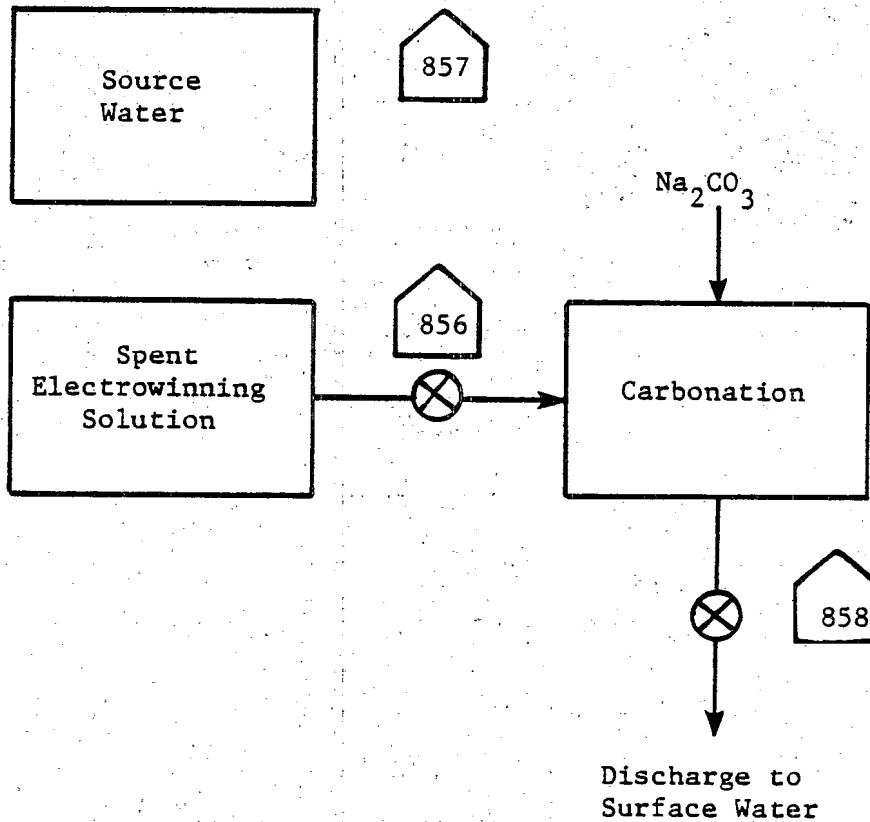 Source
Water
857
Na2CO3
856
Spent
Electrowinning
Solution
Carbonation
858
Discharge to
Surface Water